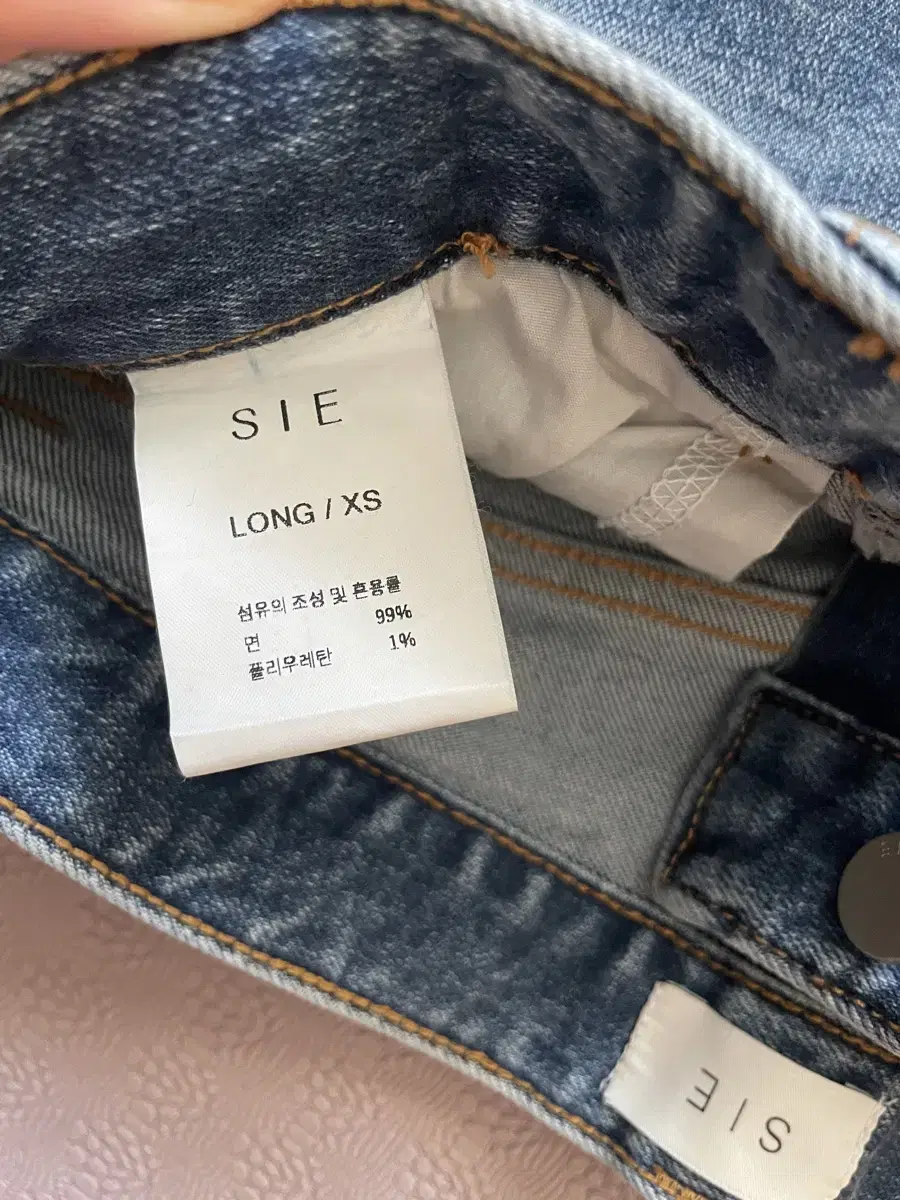 SIE
LONG / XS
섬유의 조성 및 혼용률
면 99%
폴리우레탄 1%
SIE